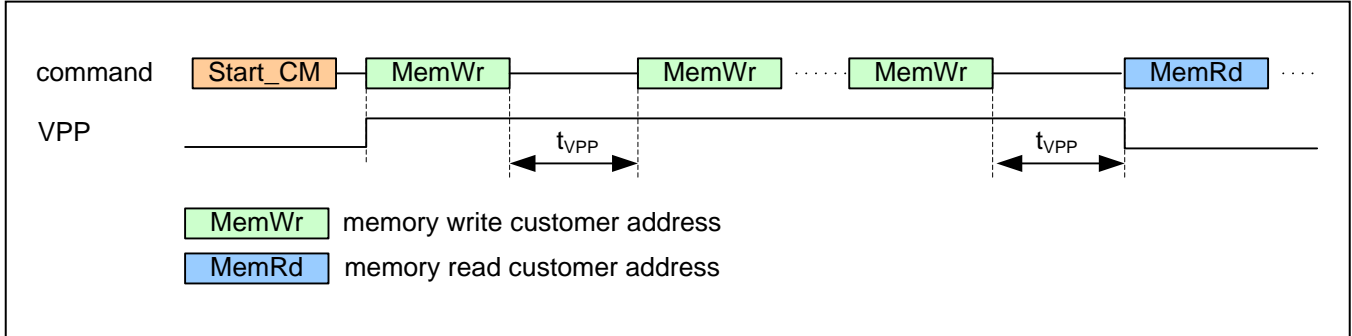 command Start_CM MemWr MemWr ...... MemWr MemRd ....
VPP
tVPP tVPP
MemWr memory write customer address
MemRd memory read customer address